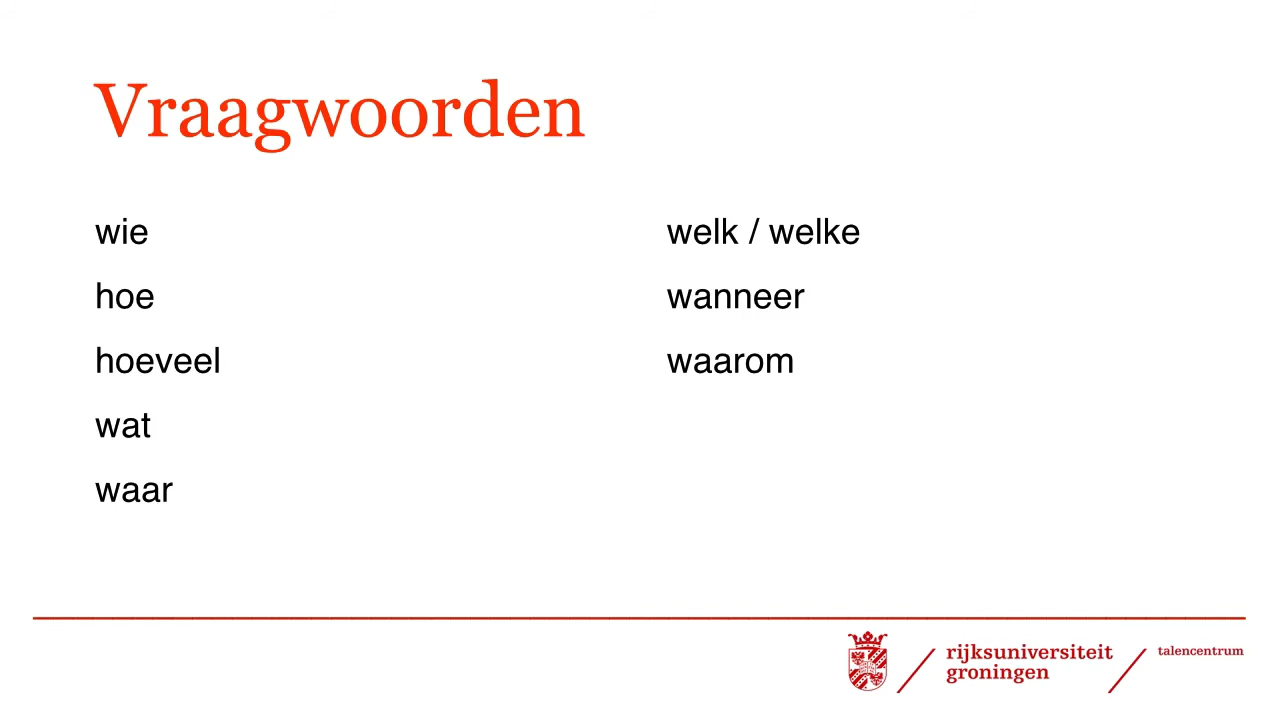 Vraagwoorden
wie
hoe
hoeveel
wat
waar
welk / welke
wanneer
waarom
rijksuniversiteit
groningen
talencentrum